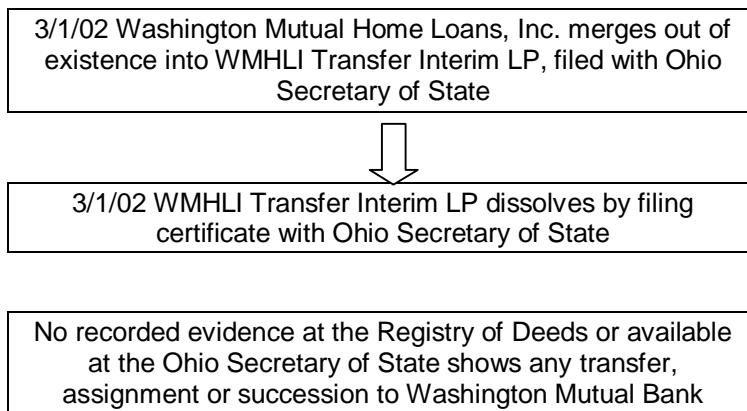 3/1/02 Washington Mutual Home Loans, Inc. merges out of
existence into WMHLI Transfer Interim LP, filed with Ohio
Secretary of State
3/1/02 WMHLI Transfer Interim LP dissolves by filing
certificate with Ohio Secretary of State
No recorded evidence at the Registry of Deeds or available
at the Ohio Secretary of State shows any transfer,
assignment or succession to Washington Mutual Bank